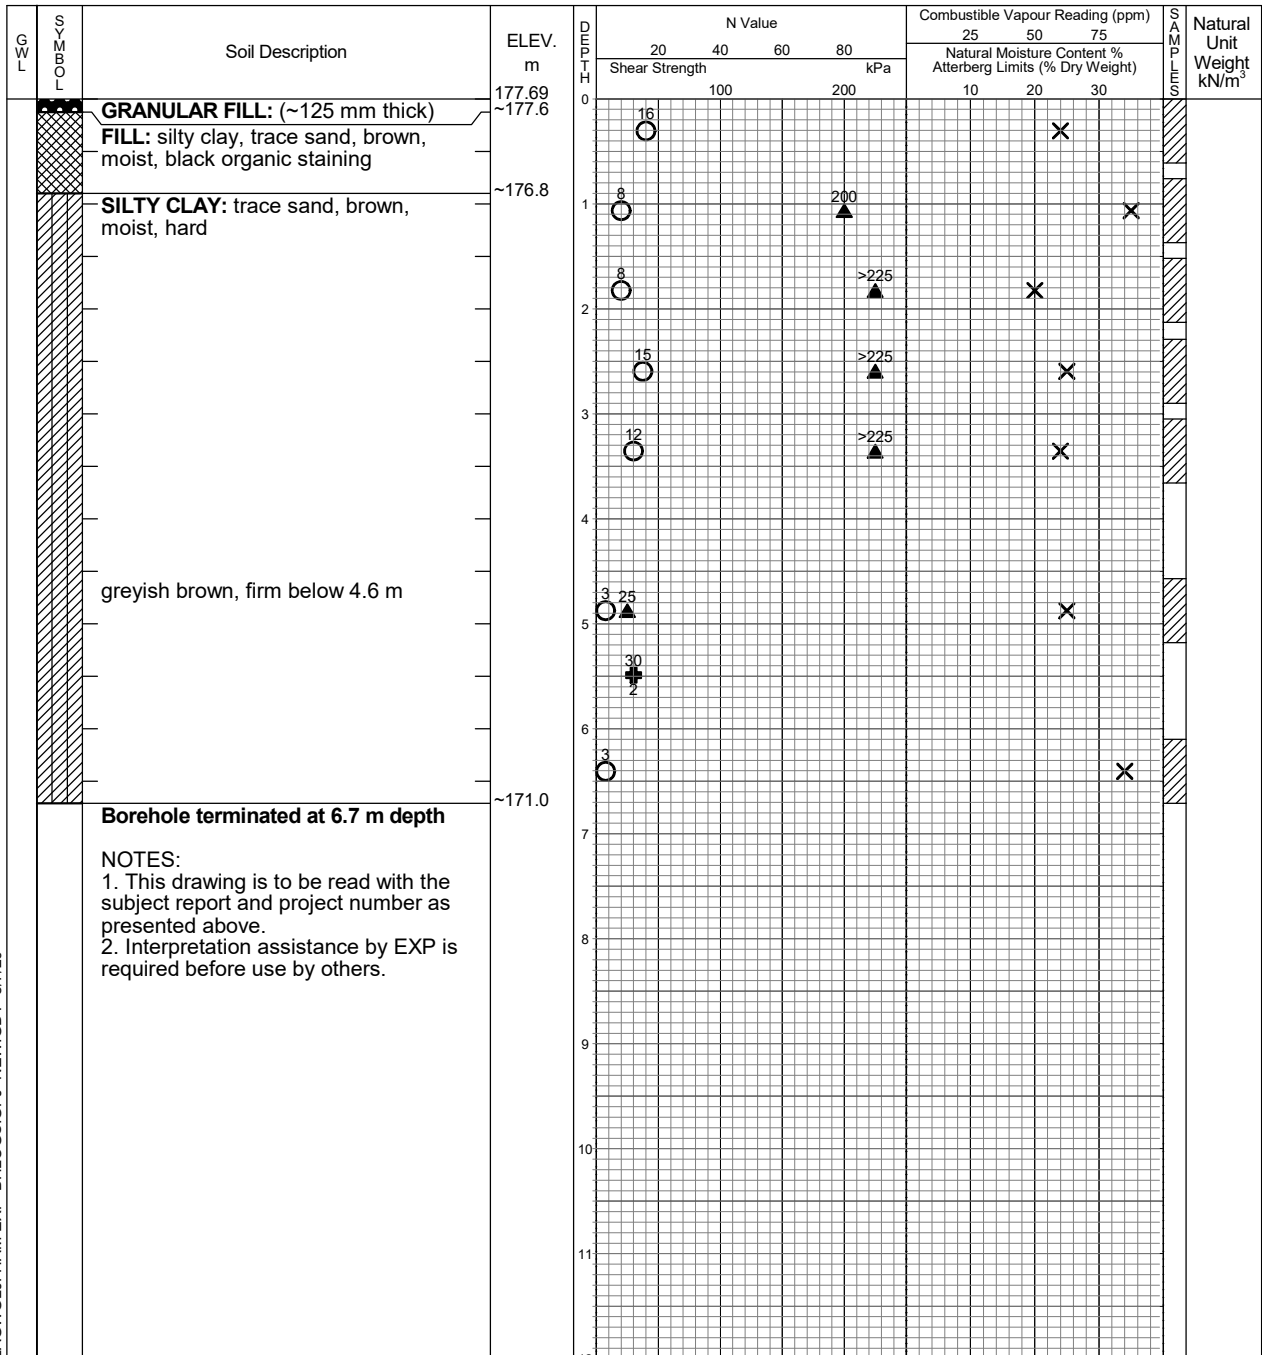 GWL
SYMBOL
Soil Description
ELEV.
m
DEPTH
N Value
20 40 60 80
Shear Strength kPa
100 200
Combustible Vapour Reading (ppm)
25 50 75
Natural Moisture Content %
Atterberg Limits (% Dry Weight)
10 20 30
SAMPLES
Natural
Unit
Weight
kN/m³
177.69
0
GRANULAR FILL: (~125 mm thick)
~177.6
FILL: silty clay, trace sand, brown,
moist, black organic staining
16
~176.8
SILTY CLAY: trace sand, brown,
moist, hard
1
8
200
8
>225
2
15
>225
3
12
>225
4
greyish brown, firm below 4.6 m
3
25
5
30
2
6
3
~171.0
Borehole terminated at 6.7 m depth
7
NOTES:
1. This drawing is to be read with the
subject report and project number as
presented above.
2. Interpretation assistance by EXP is
required before use by others.
8
9
10
11